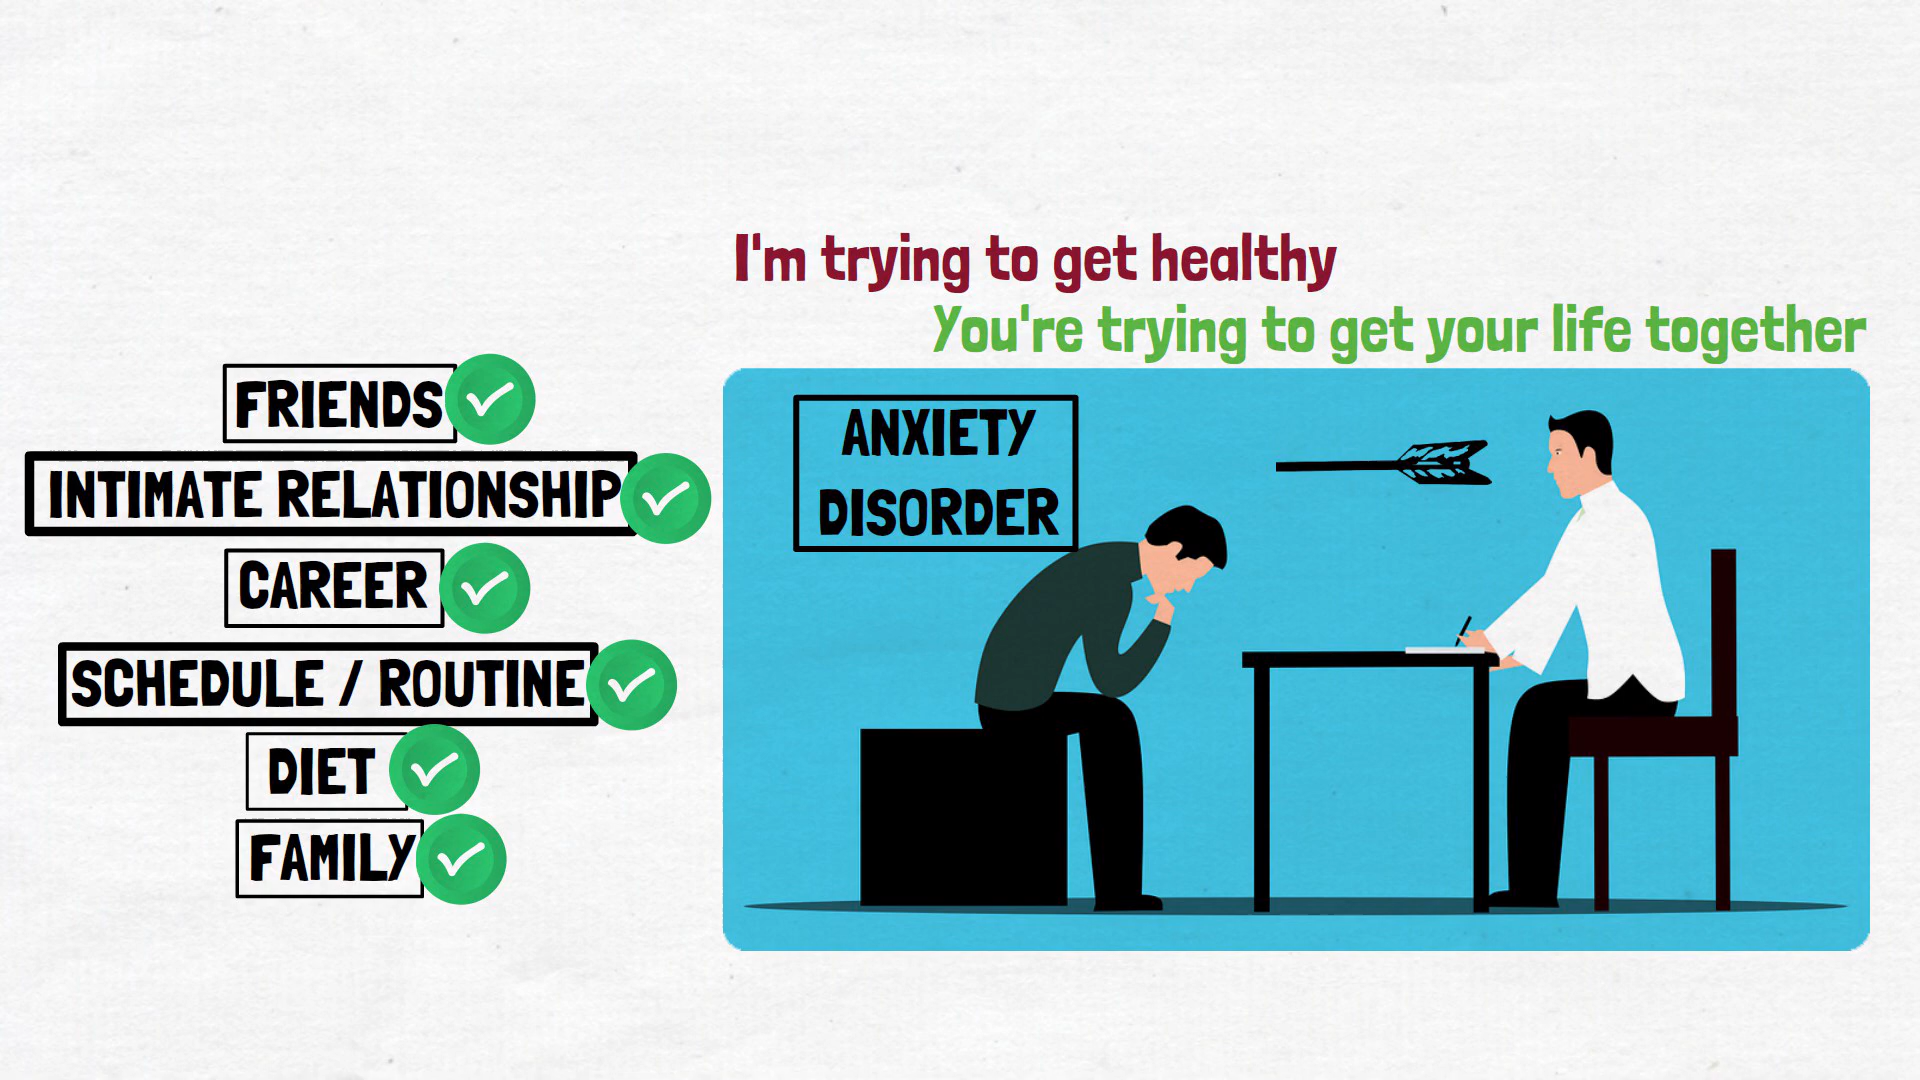 I'm trying to get healthy
You're trying to get your life together
FRIENDS
INTIMATE RELATIONSHIP
CAREER
SCHEDULE / ROUTINE
DIET
FAMILY
ANXIETY
DISORDER